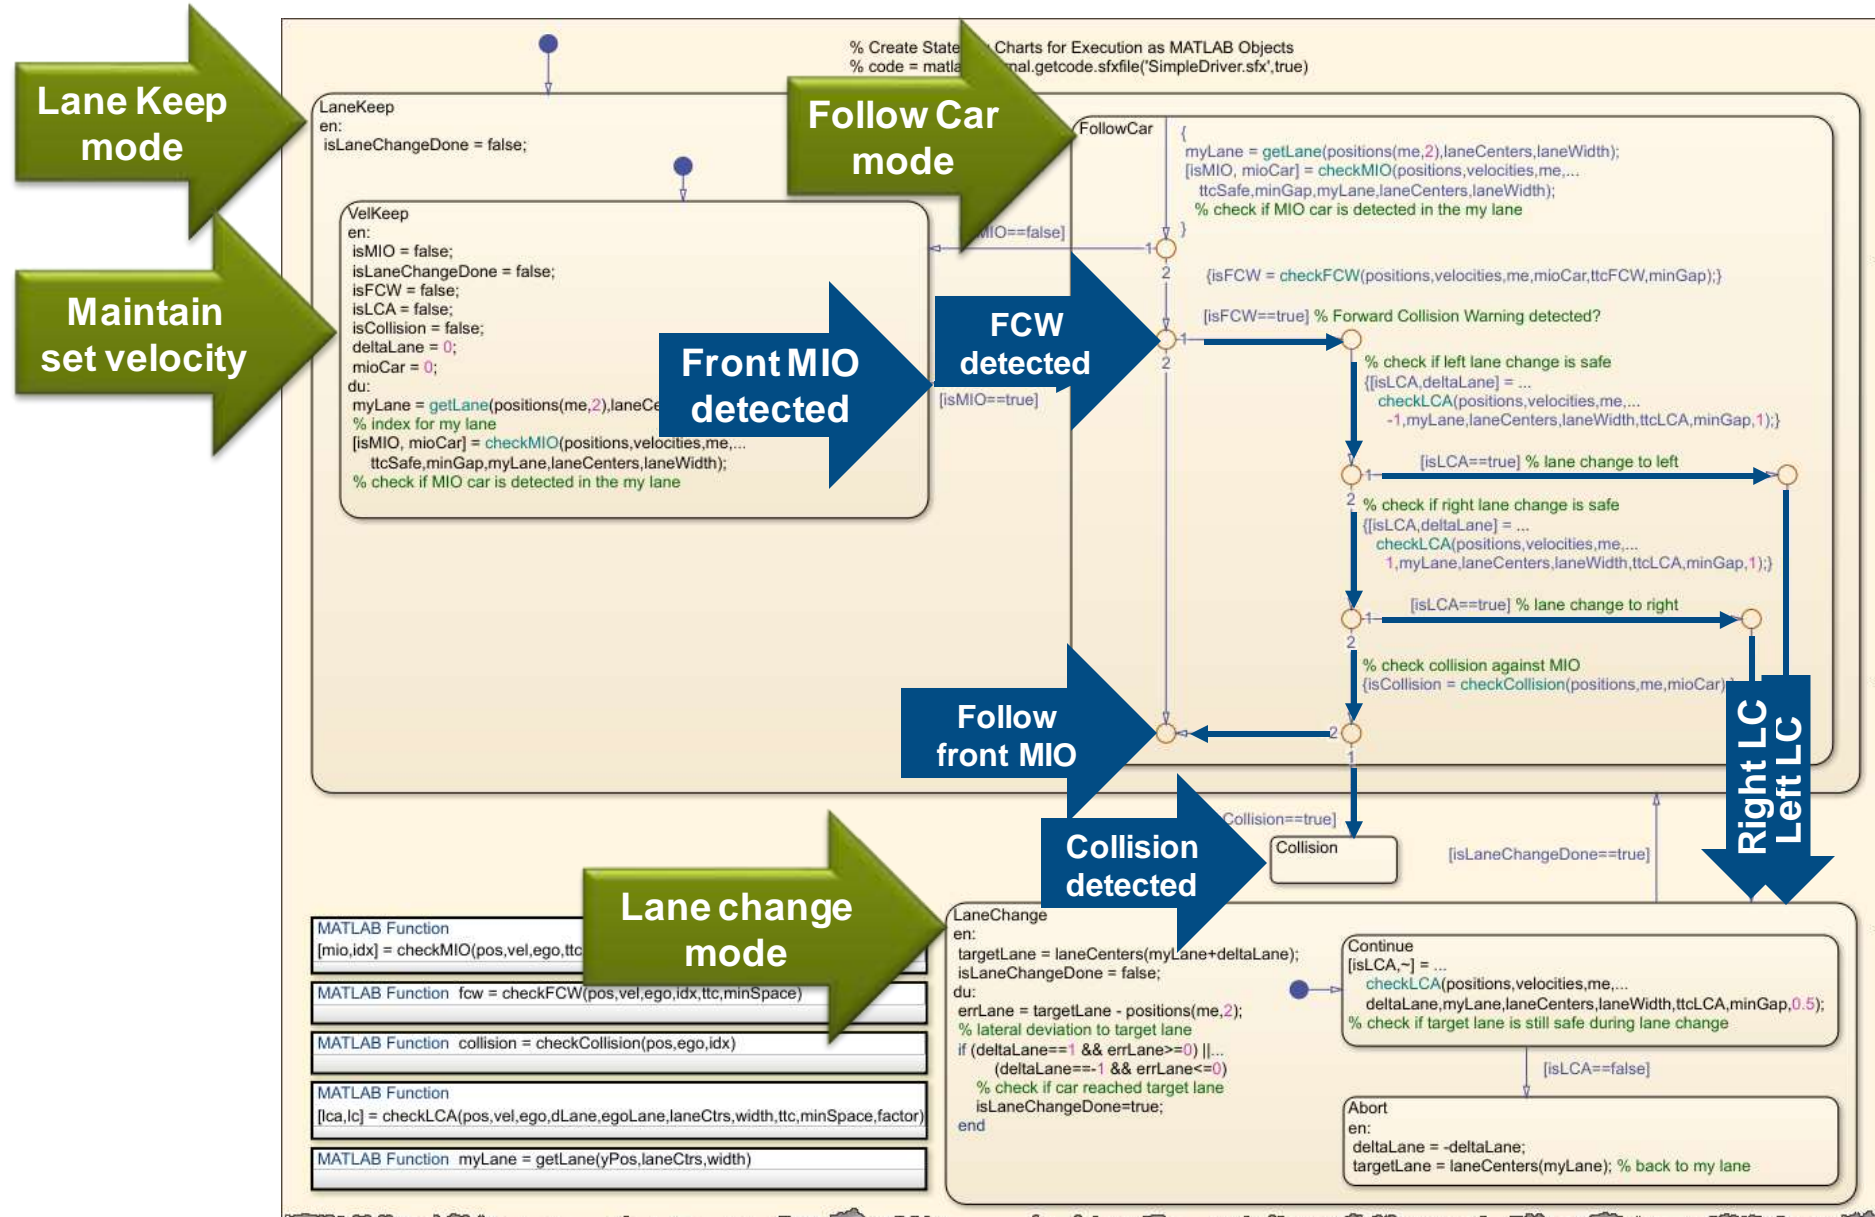 % Create State Charts for Execution as MATLAB Objects
% code = matla nal.getcode.sfxfile('SimpleDriver.sfx',true)
Lane Keep
mode
LaneKeep
en:
isLaneChangeDone = false;
Follow Car
mode
FollowCar
{
myLane = getLane(positions(me,2),laneCenters,laneWidth);
[isMIO, mioCar] = checkMIO(positions,velocities,me,...
ttcSafe,minGap,myLane,laneCenters,laneWidth);
% check if MIO car is detected in the my lane
}
Maintain
set velocity
VelKeep
en:
isMIO = false;
isLaneChangeDone = false;
isFCW = false;
isLCA = false;
isCollision = false;
deltaLane = 0;
mioCar = 0;
du:
myLane = getLane(positions(me,2),laneCe
% index for my lane
[isMIO, mioCar] = checkMIO(positions,velocities,me,...
ttcSafe,minGap,myLane,laneCenters,laneWidth);
% check if MIO car is detected in the my lane
Front MIO
detected
MIO==false]
[isMIO==true]
FCW
detected
1
2
{isFCW = checkFCW(positions,velocities,me,mioCar,ttcFCW,minGap);}
[isFCW==true] % Forward Collision Warning detected?
1
2
% check if left lane change is safe
{[isLCA,deltaLane] = ...
checkLCA(positions,velocities,me,...
-1,myLane,laneCenters,laneWidth,ttcLCA,minGap,1);}
[isLCA==true] % lane change to left
1
2
% check if right lane change is safe
{[isLCA,deltaLane] = ...
checkLCA(positions,velocities,me,...
1,myLane,laneCenters,laneWidth,ttcLCA,minGap,1);}
[isLCA==true] % lane change to right
1
2
% check collision against MIO
{isCollision = checkCollision(positions,me,mioCar)
Follow
front MIO
2
1
Right LC
Left LC
Collision==true]
Collision
detected
Collision
[isLaneChangeDone==true]
Lane change
mode
LaneChange
en:
targetLane = laneCenters(myLane+deltaLane);
isLaneChangeDone = false;
du:
errLane = targetLane - positions(me,2);
% lateral deviation to target lane
if (deltaLane==1 && errLane>=0) ||...
(deltaLane==-1 && errLane<=0)
% check if car reached target lane
isLaneChangeDone=true;
end
Continue
[isLCA,~] = ...
checkLCA(positions,velocities,me,...
deltaLane,myLane,laneCenters,laneWidth,ttcLCA,minGap,0.5);
% check if target lane is still safe during lane change
[isLCA==false]
Abort
en:
deltaLane = -deltaLane;
targetLane = laneCenters(myLane); % back to my lane
MATLAB Function
[mio,idx] = checkMIO(pos,vel,ego,ttc
MATLAB Function fcw = checkFCW(pos,vel,ego,idx,ttc,minSpace)
MATLAB Function collision = checkCollision(pos,ego,idx)
MATLAB Function
[lca,lc] = checkLCA(pos,vel,ego,dLane,egoLane,laneCtrs,width,ttc,minSpace,factor)
MATLAB Function myLane = getLane(yPos,laneCtrs,width)